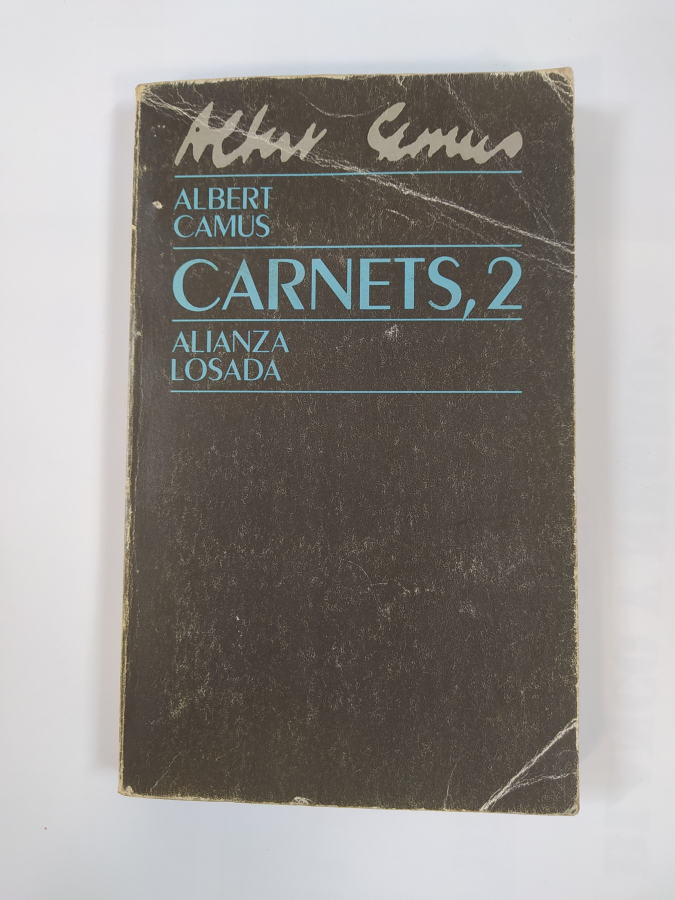 Albert Camus
ALBERT
CAMUS
CARNETS, 2
ALIANZA
LOSADA